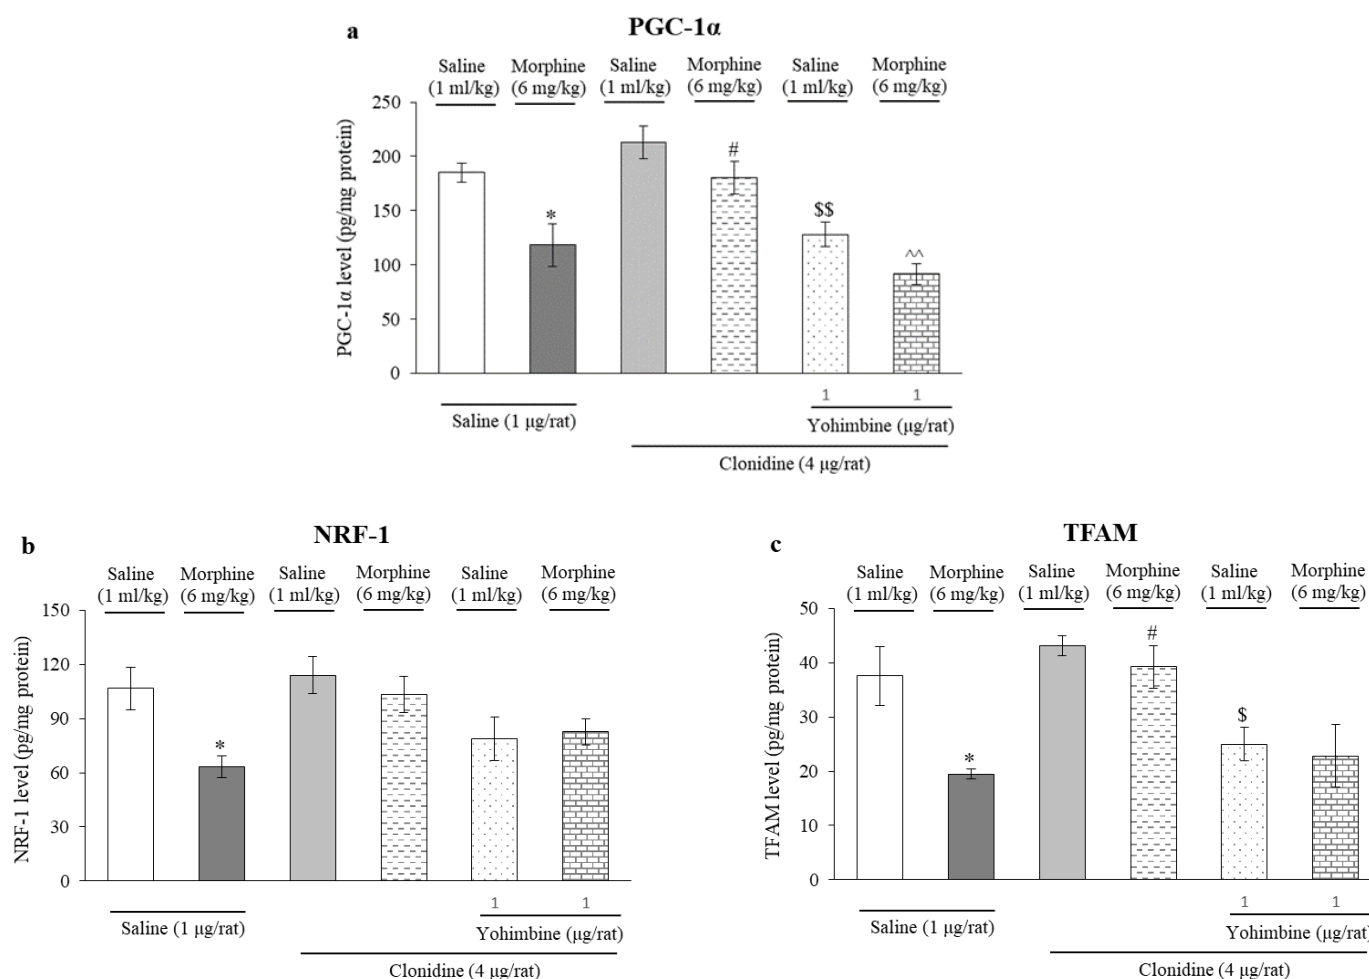 a
PGC-1α
Saline Morphine Saline Morphine Saline Morphine
(1 ml/kg) (6 mg/kg) (1 ml/kg) (6 mg/kg) (1 ml/kg) (6 mg/kg)
PGC-1α level (pg/mg protein)
250
200
150
100
50
0
*
#
$$
^^
1 1
Saline (1 μg/rat)
Yohimbine (μg/rat)
Clonidine (4 μg/rat)
b
NRF-1
Saline Morphine Saline Morphine Saline Morphine
(1 ml/kg) (6 mg/kg) (1 ml/kg) (6 mg/kg) (1 ml/kg) (6 mg/kg)
NRF-1 level (pg/mg protein)
150
120
90
60
30
0
*
1 1
Saline (1 μg/rat)
Yohimbine (μg/rat)
Clonidine (4 μg/rat)
c
TFAM
Saline Morphine Saline Morphine Saline Morphine
(1 ml/kg) (6 mg/kg) (1 ml/kg) (6 mg/kg) (1 ml/kg) (6 mg/kg)
TFAM level (pg/mg protein)
50
40
30
20
10
0
*
#
$
1 1
Saline (1 μg/rat)
Yohimbine (μg/rat)
Clonidine (4 μg/rat)